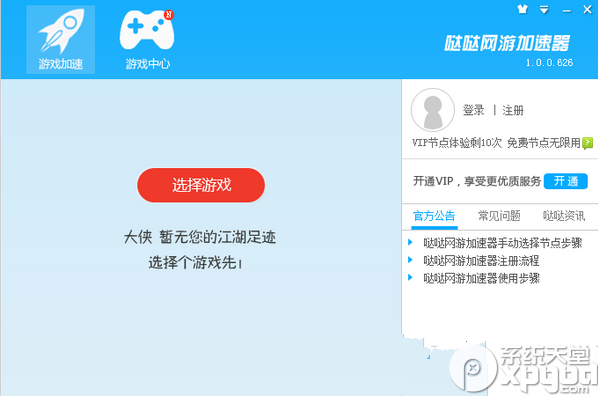 哒哒网游加速器
1.0.0.626
游戏加速
N
游戏中心
登录 | 注册
VIP节点体验剩10次 免费节点无限用?
开通VIP，享受更优质服务 开通
官方公告 常见问题 哒哒资讯
哒哒网游加速器手动选择节点步骤
哒哒网游加速器注册流程
哒哒网游加速器使用步骤
选择游戏
大侠 暂无您的江湖足迹
选择个游戏先!
系统天堂